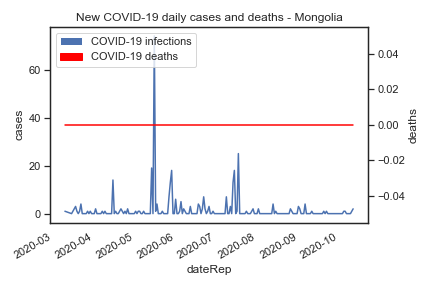 New COVID-19 daily cases and deaths - Mongolia
COVID-19 infections
COVID-19 deaths
60
40
20
0
cases
0.04
0.02
0.00
−0.02
−0.04
deaths
2020-03
2020-04
2020-05
2020-06
2020-07
2020-08
2020-09
2020-10
dateRep